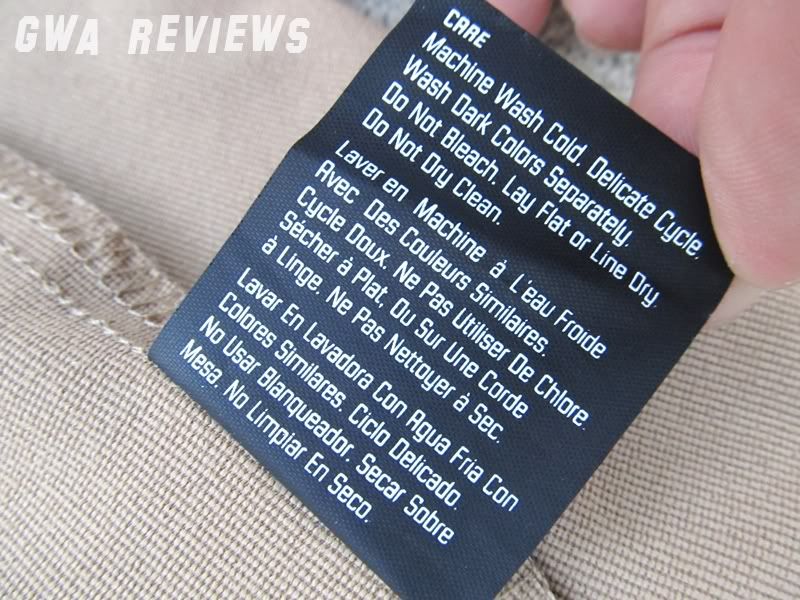 GWA REVIEWS
CARE
Machine Wash Cold. Delicate Cycle.
Wash Dark Colors Separately.
Do Not Bleach. Lay Flat or Line Dry.
Do Not Dry Clean.
Laver en Machine à L'eau Froide
Avec Des Couleurs Similaires.
Cycle Doux. Ne Pas Utiliser De Chlore.
Sécher à Plat, Ou Sur Une Corde
à Linge. Ne Pas Nettoyer à Sec.
Lavar En Lavadora Con Agua Fria Con
Colores Similares. Ciclo Delicado.
No Usar Blanqueador. Secar Sobre
Mesa. No Limpiar En Seco.